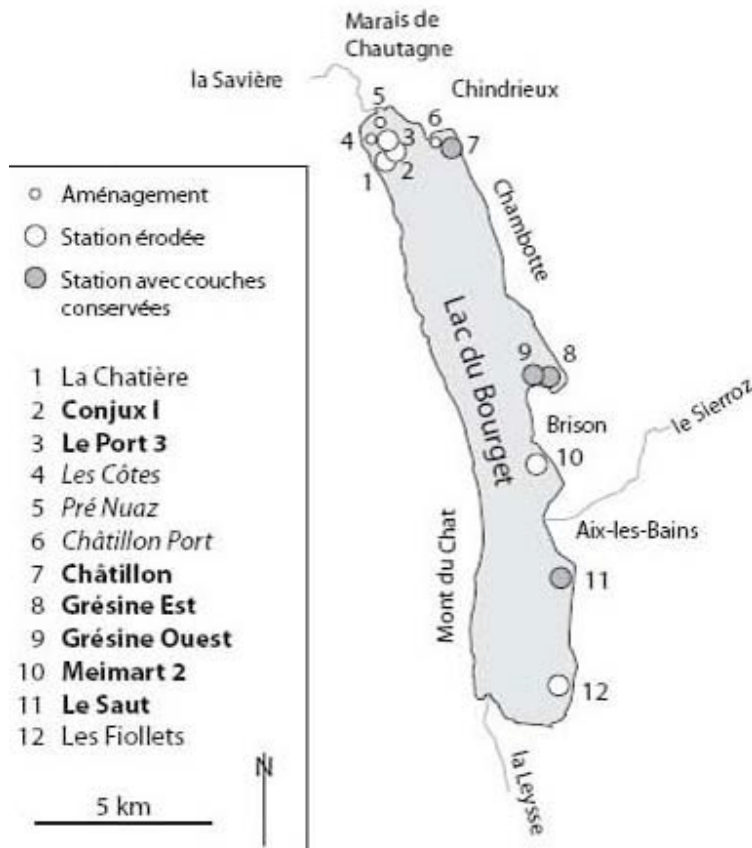 Marais de
Chautagne
la Savière
Chindrieux
5
6
4
3
7
1
2
Aménagement
Station érodée
Station avec couches
conservées
Chambotte
Lac du Bourget
9
8
Brison
le Sierroz
10
Mont du Chat
Aix-les-Bains
11
12
la Leysse
1 La Chatière
2 Conjux I
3 Le Port 3
4 Les Côtes
5 Pré Nuaz
6 Châtillon Port
7 Châtillon
8 Grésine Est
9 Grésine Ouest
10 Meimart 2
11 Le Saut
12 Les Fiollets
N
5 km